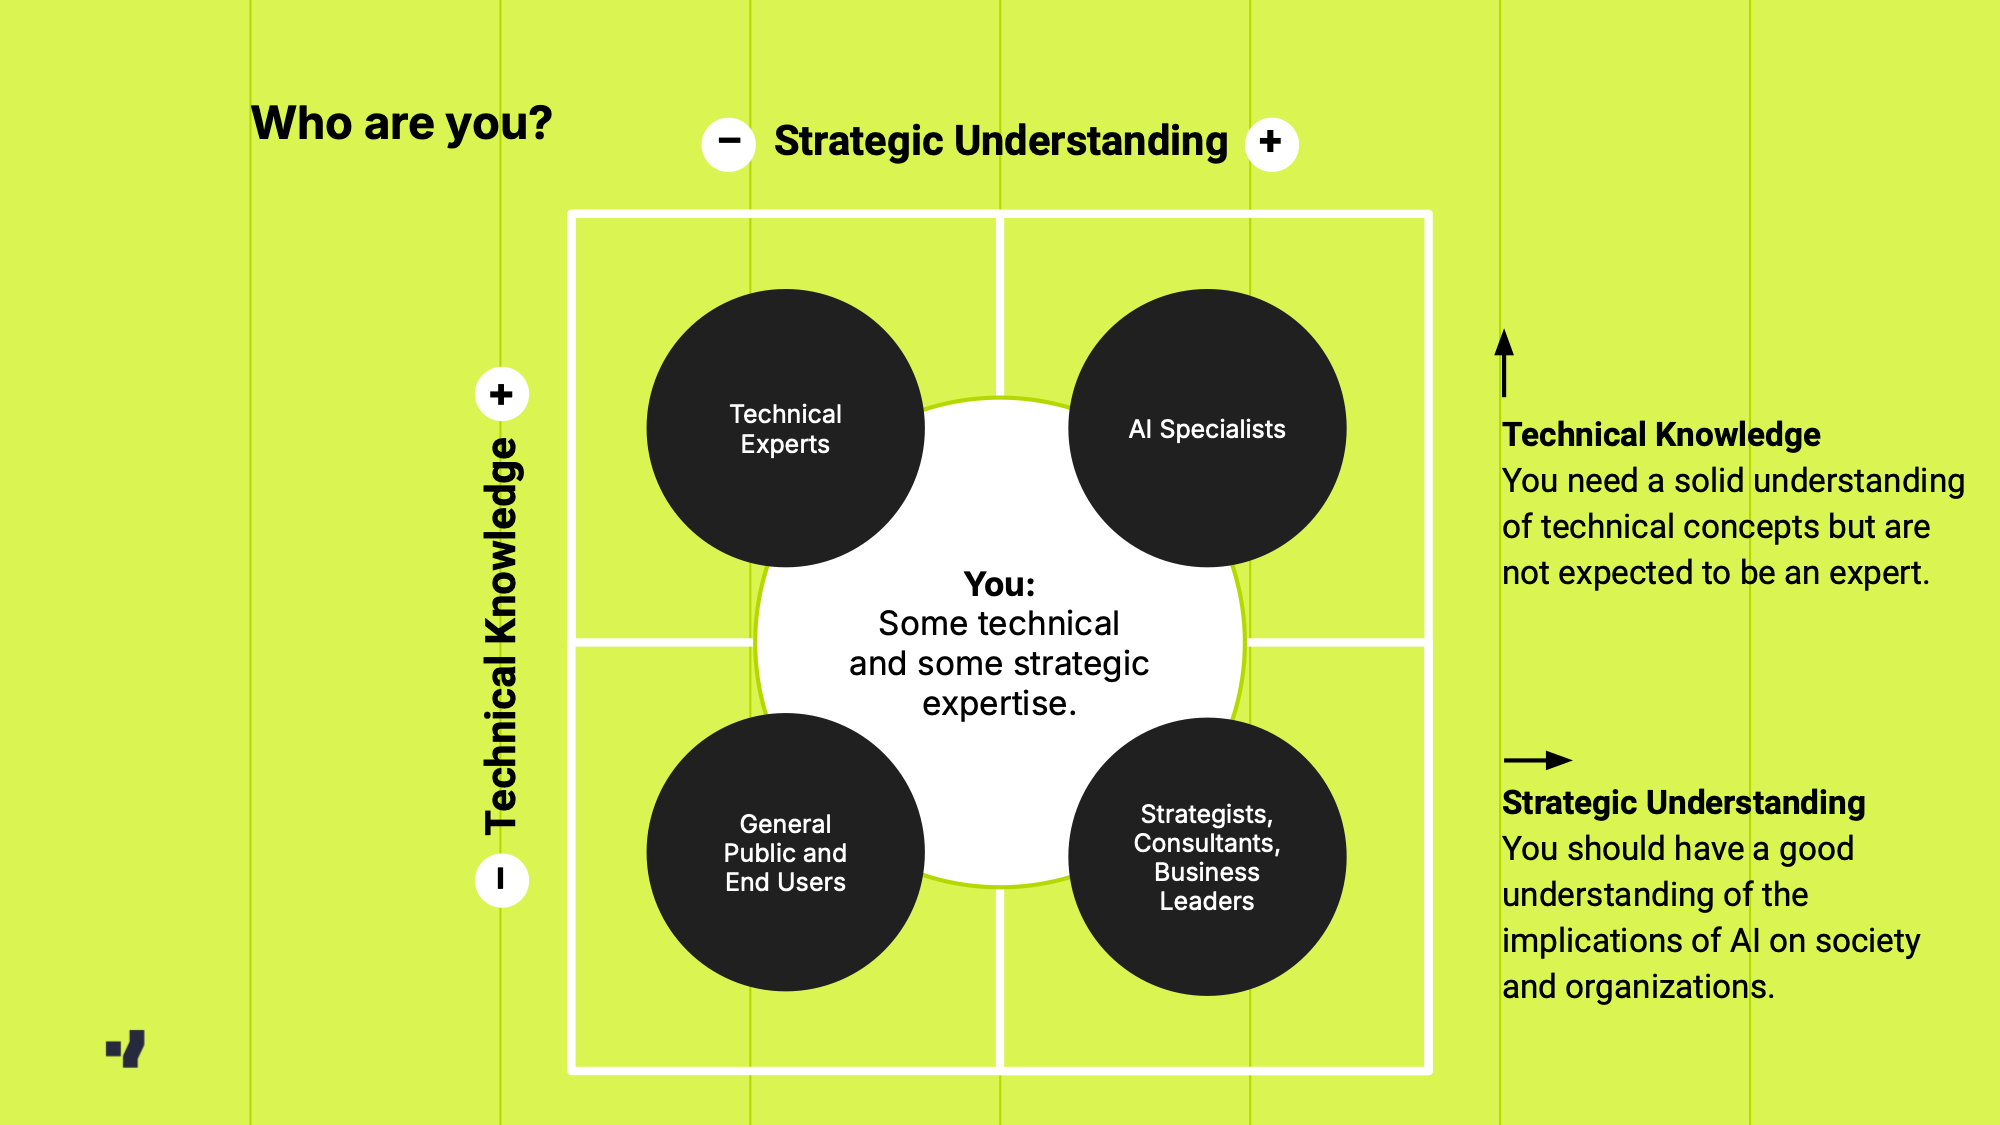 Who are you?
− Strategic Understanding +
− Technical Knowledge +
Technical
Experts
AI Specialists
You:
Some technical
and some strategic
expertise.
General
Public and
End Users
Strategists,
Consultants,
Business
Leaders
Technical Knowledge
You need a solid understanding
of technical concepts but are
not expected to be an expert.
Strategic Understanding
You should have a good
understanding of the
implications of AI on society
and organizations.